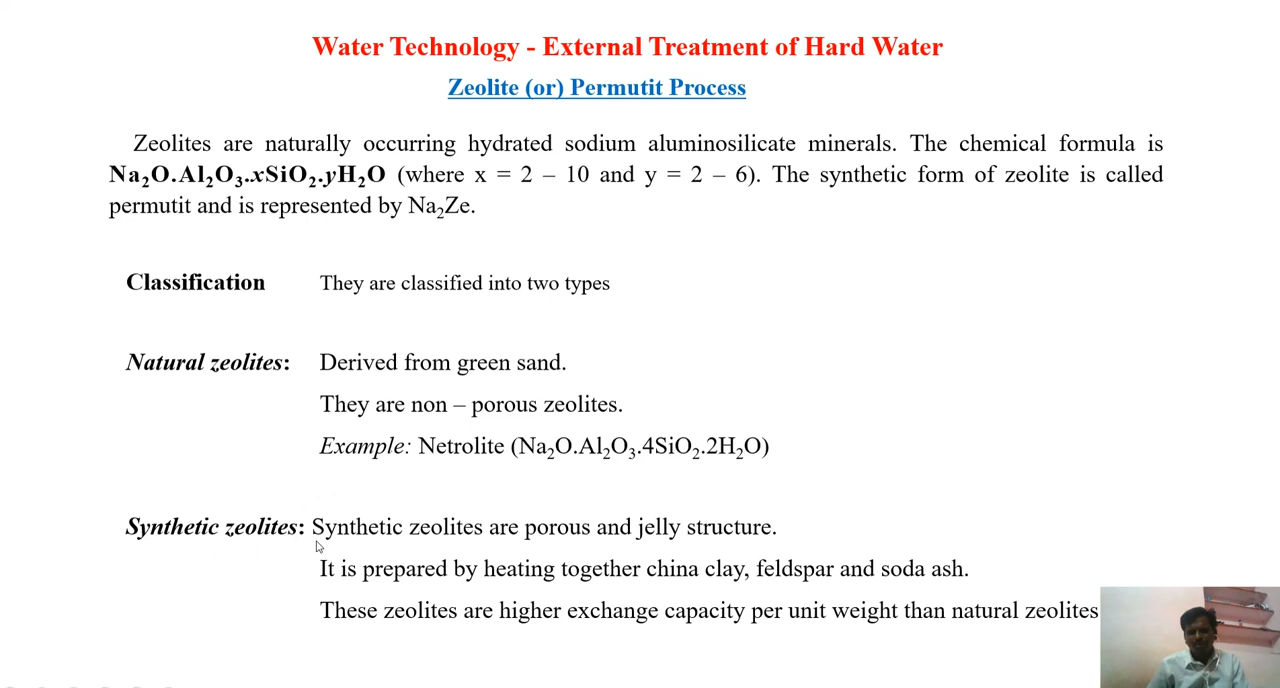 Water Technology - External Treatment of Hard Water
Zeolite (or) Permutit Process
Zeolites are naturally occurring hydrated sodium aluminosilicate minerals. The chemical formula is
Na₂O.Al₂O₃.xSiO₂.yH₂O (where x = 2 – 10 and y = 2 – 6). The synthetic form of zeolite is called
permutit and is represented by Na₂Ze.
Classification They are classified into two types
Natural zeolites: Derived from green sand.
They are non – porous zeolites.
Example: Netrolite (Na₂O.Al₂O₃.4SiO₂.2H₂O)
Synthetic zeolites: Synthetic zeolites are porous and jelly structure.
It is prepared by heating together china clay, feldspar and soda ash.
These zeolites are higher exchange capacity per unit weight than natural zeolites